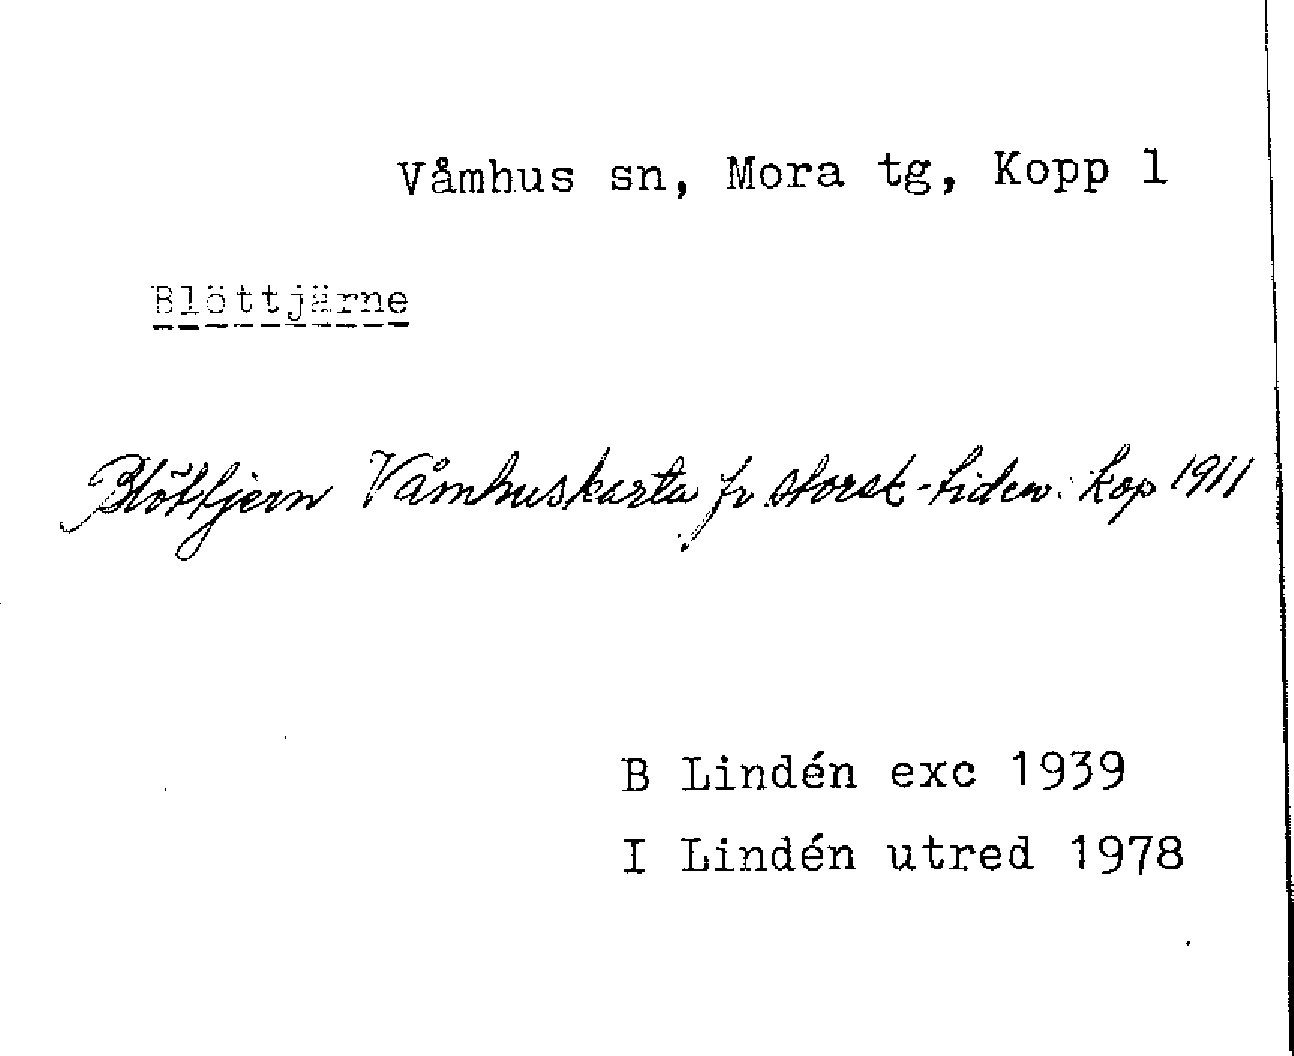 Våmhus sn, Mora tg, Kopp l
Blöttjärne
Blöttjern Våmhuskarta fr storsk-tiden: kop 1911
B Lindén exc 1939
I Lindén utred 1978